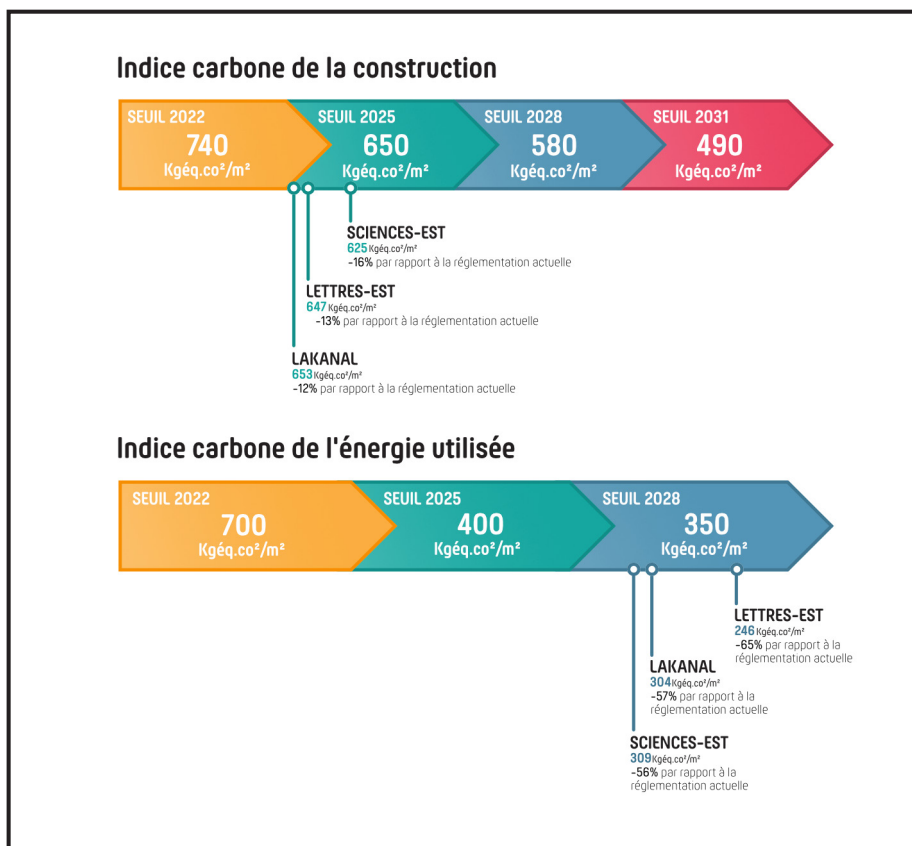 Indice carbone de la construction
SEUIL 2022
740
Kgéq.co²/m²
SEUIL 2025
650
Kgéq.co²/m²
SEUIL 2028
580
Kgéq.co²/m²
SEUIL 2031
490
Kgéq.co²/m²
SCIENCES-EST
625 Kgéq.co²/m²
-16% par rapport à la réglementation actuelle
LETTRES-EST
647 Kgéq.co²/m²
-13% par rapport à la réglementation actuelle
LAKANAL
653 Kgéq.co²/m²
-12% par rapport à la réglementation actuelle
Indice carbone de l'énergie utilisée
SEUIL 2022
700
Kgéq.co²/m²
SEUIL 2025
400
Kgéq.co²/m²
SEUIL 2028
350
Kgéq.co²/m²
LETTRES-EST
246 Kgéq.co²/m²
-65% par rapport à la
réglementation actuelle
LAKANAL
304 Kgéq.co²/m²
-57% par rapport à la
réglementation actuelle
SCIENCES-EST
309 Kgéq.co²/m²
-56% par rapport à la
réglementation actuelle